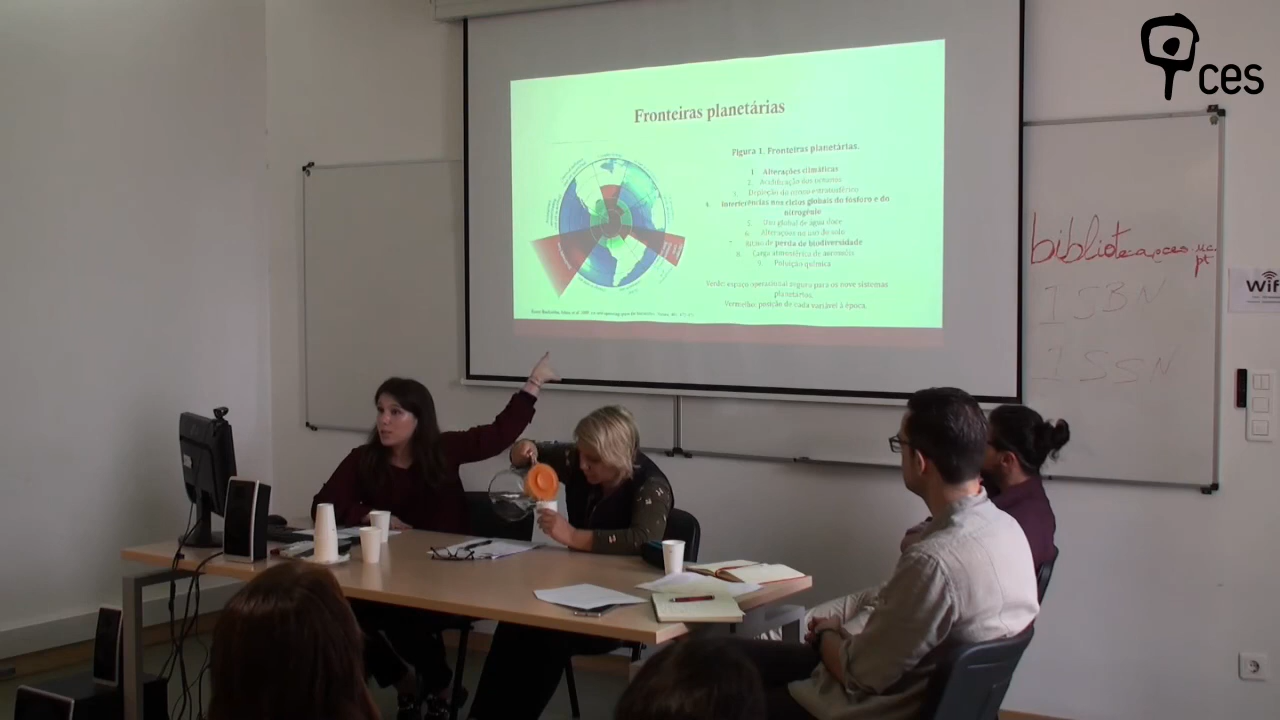 ces
Fronteiras planetárias
Figura 1. Fronteiras planetárias.
1. Alterações climáticas
2. Acidificação dos oceanos
3. Depleção do ozono estratosférico
4. Interferências nos ciclos globais do fósforo e do
nitrogênio
5. Uso global de água doce
6. Alterações no uso do solo
7. Ritmo de perda de biodiversidade
8. Carga atmosférica de aerossóis
9. Poluição química
Verde: espaço operacional seguro para os nove sistemas
planetários.
Vermelho: posição de cada variável à época.
biblioteca@ces.uc.
pt
ISBN
ISSN
Wifi